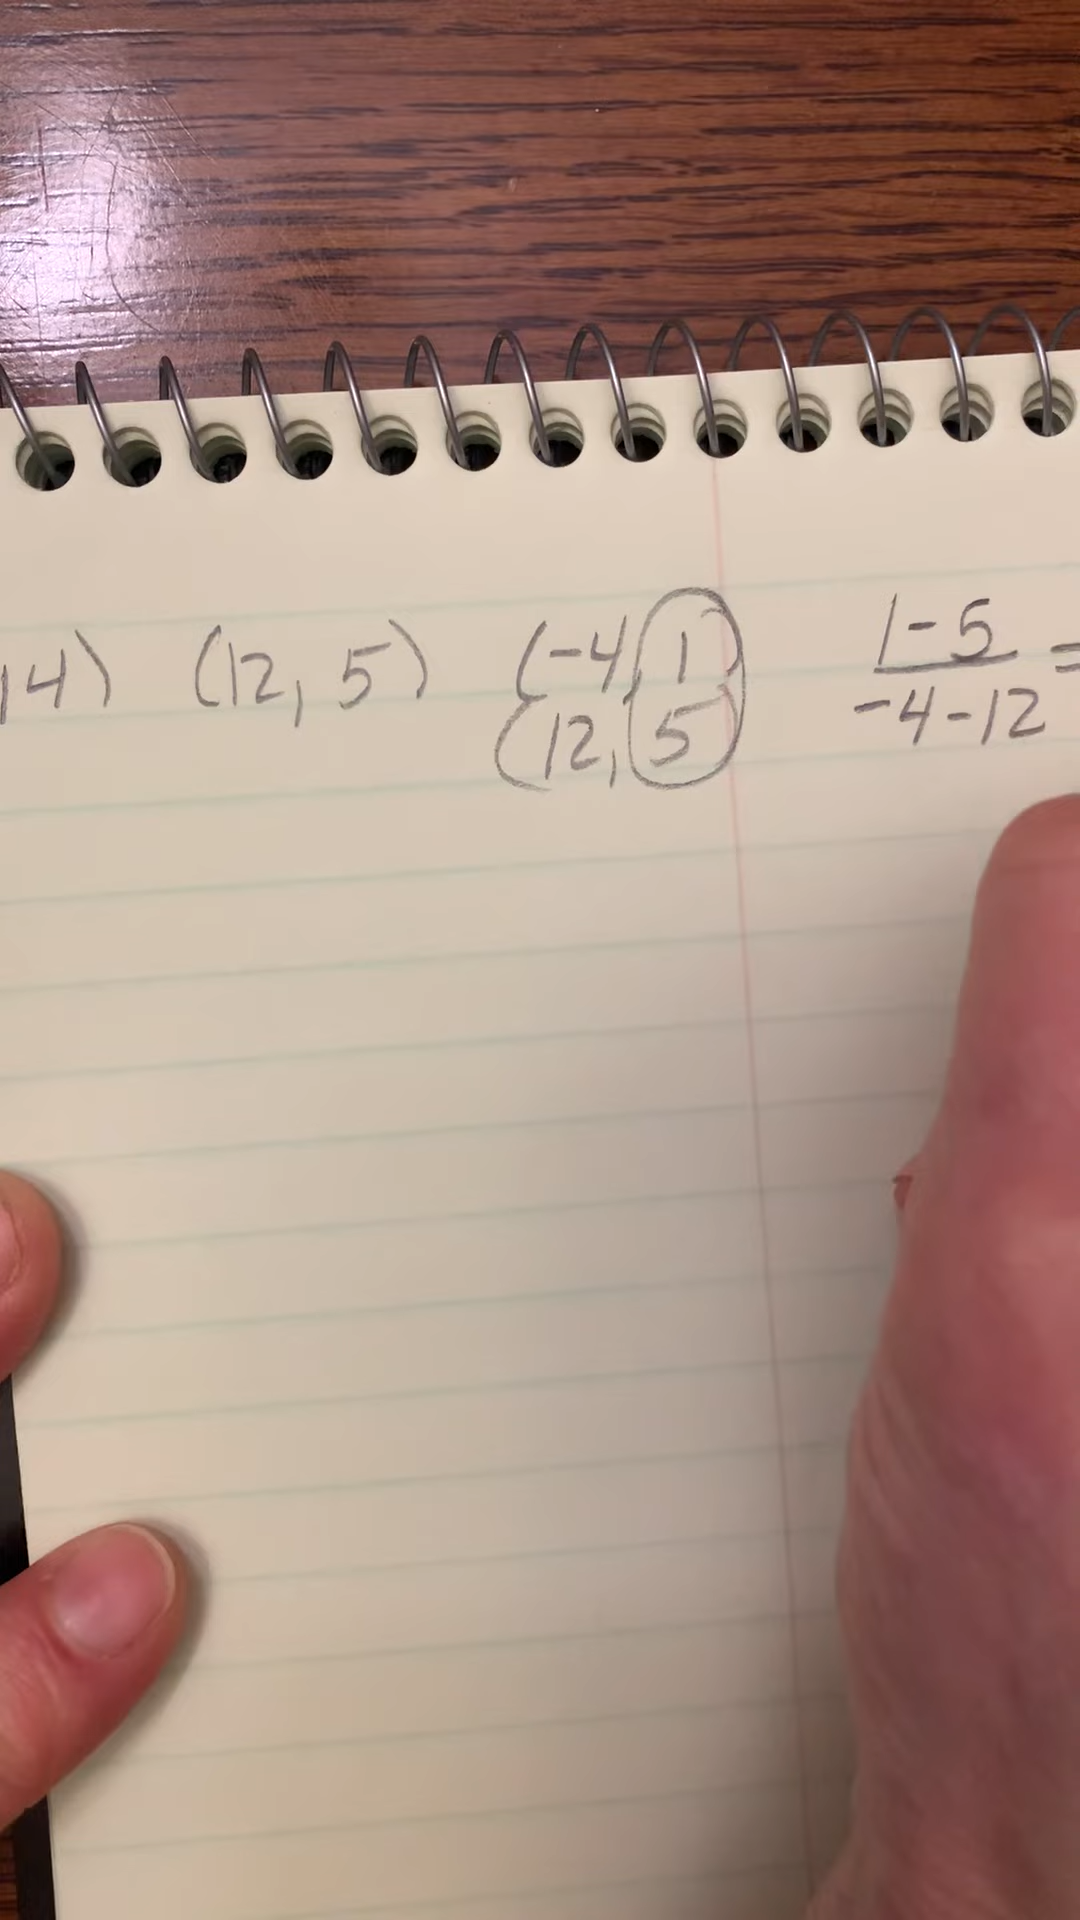 ,4) (12, 5) (-4, 1) 1-5 =
(12, 5) -4-12